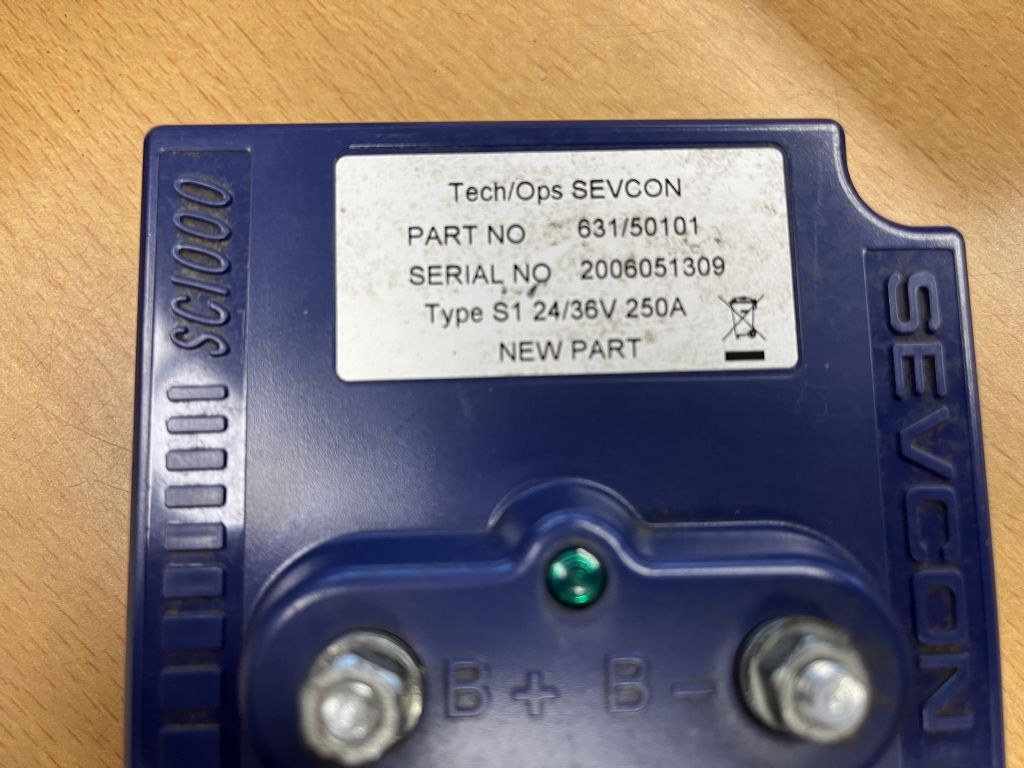 Tech/Ops SEVCON
PART NO 631/50101
SERIAL NO 2006051309
Type S1 24/36V 250A
NEW PART
SC1000
SEVCON
B + B -